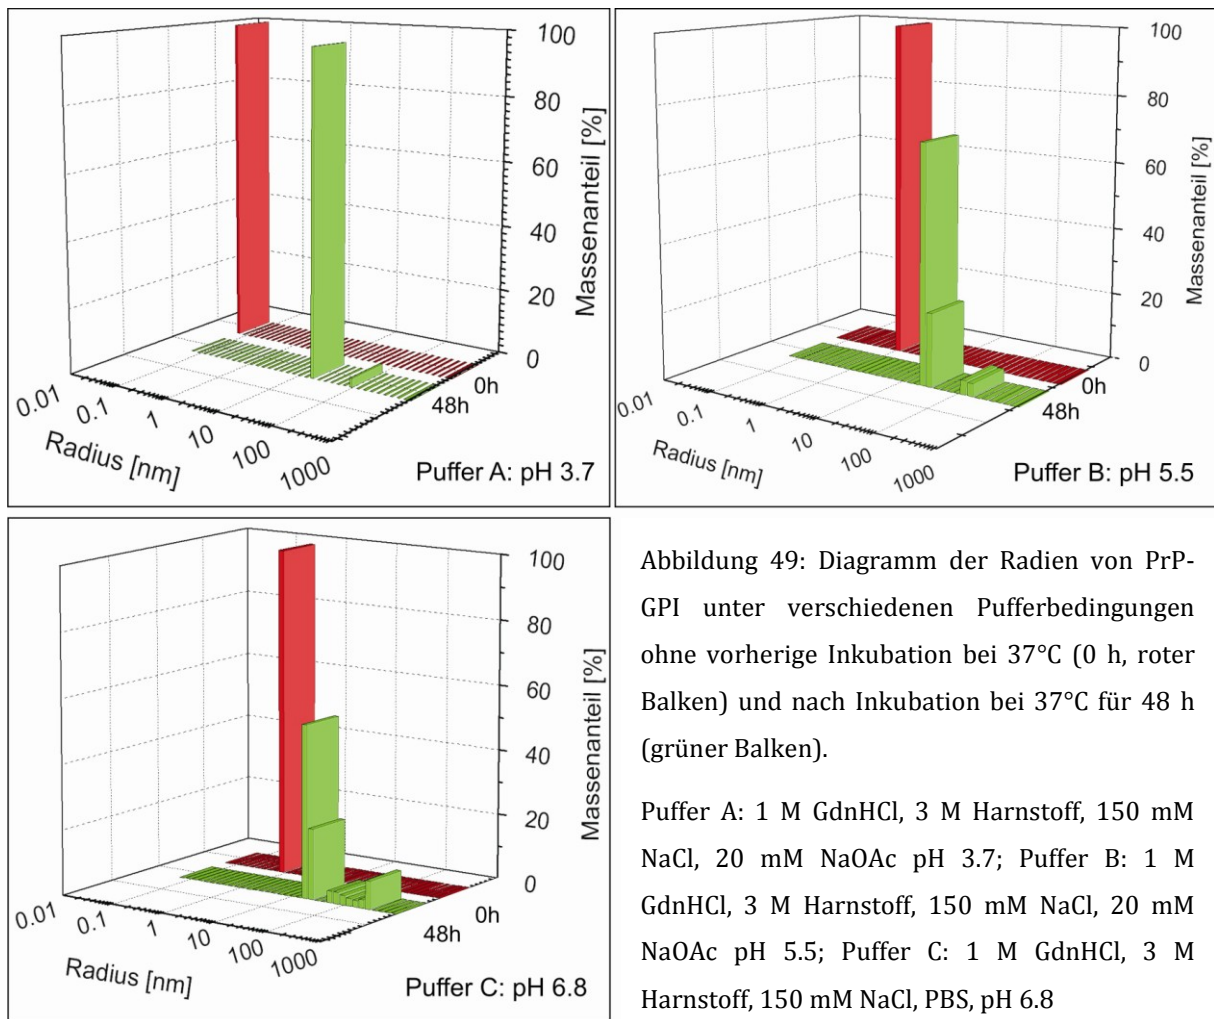 100
80
60
40
20
0
Massenanteil [%]
0h
48h
0.01
0.1
1
10
100
1000
Radius [nm]
Puffer A: pH 3.7
100
80
60
40
20
0
Massenanteil [%]
0h
48h
0.01
0.1
1
10
100
1000
Radius [nm]
Puffer B: pH 5.5
100
80
60
40
20
0
Massenanteil [%]
0h
48h
0.01
0.1
1
10
100
1000
Radius [nm]
Puffer C: pH 6.8
Abbildung 49: Diagramm der Radien von PrP-
GPI unter verschiedenen Pufferbedingungen
ohne vorherige Inkubation bei 37°C (0 h, roter
Balken) und nach Inkubation bei 37°C für 48 h
(grüner Balken).
Puffer A: 1 M GdnHCl, 3 M Harnstoff, 150 mM
NaCl, 20 mM NaOAc pH 3.7; Puffer B: 1 M
GdnHCl, 3 M Harnstoff, 150 mM NaCl, 20 mM
NaOAc pH 5.5; Puffer C: 1 M GdnHCl, 3 M
Harnstoff, 150 mM NaCl, PBS, pH 6.8